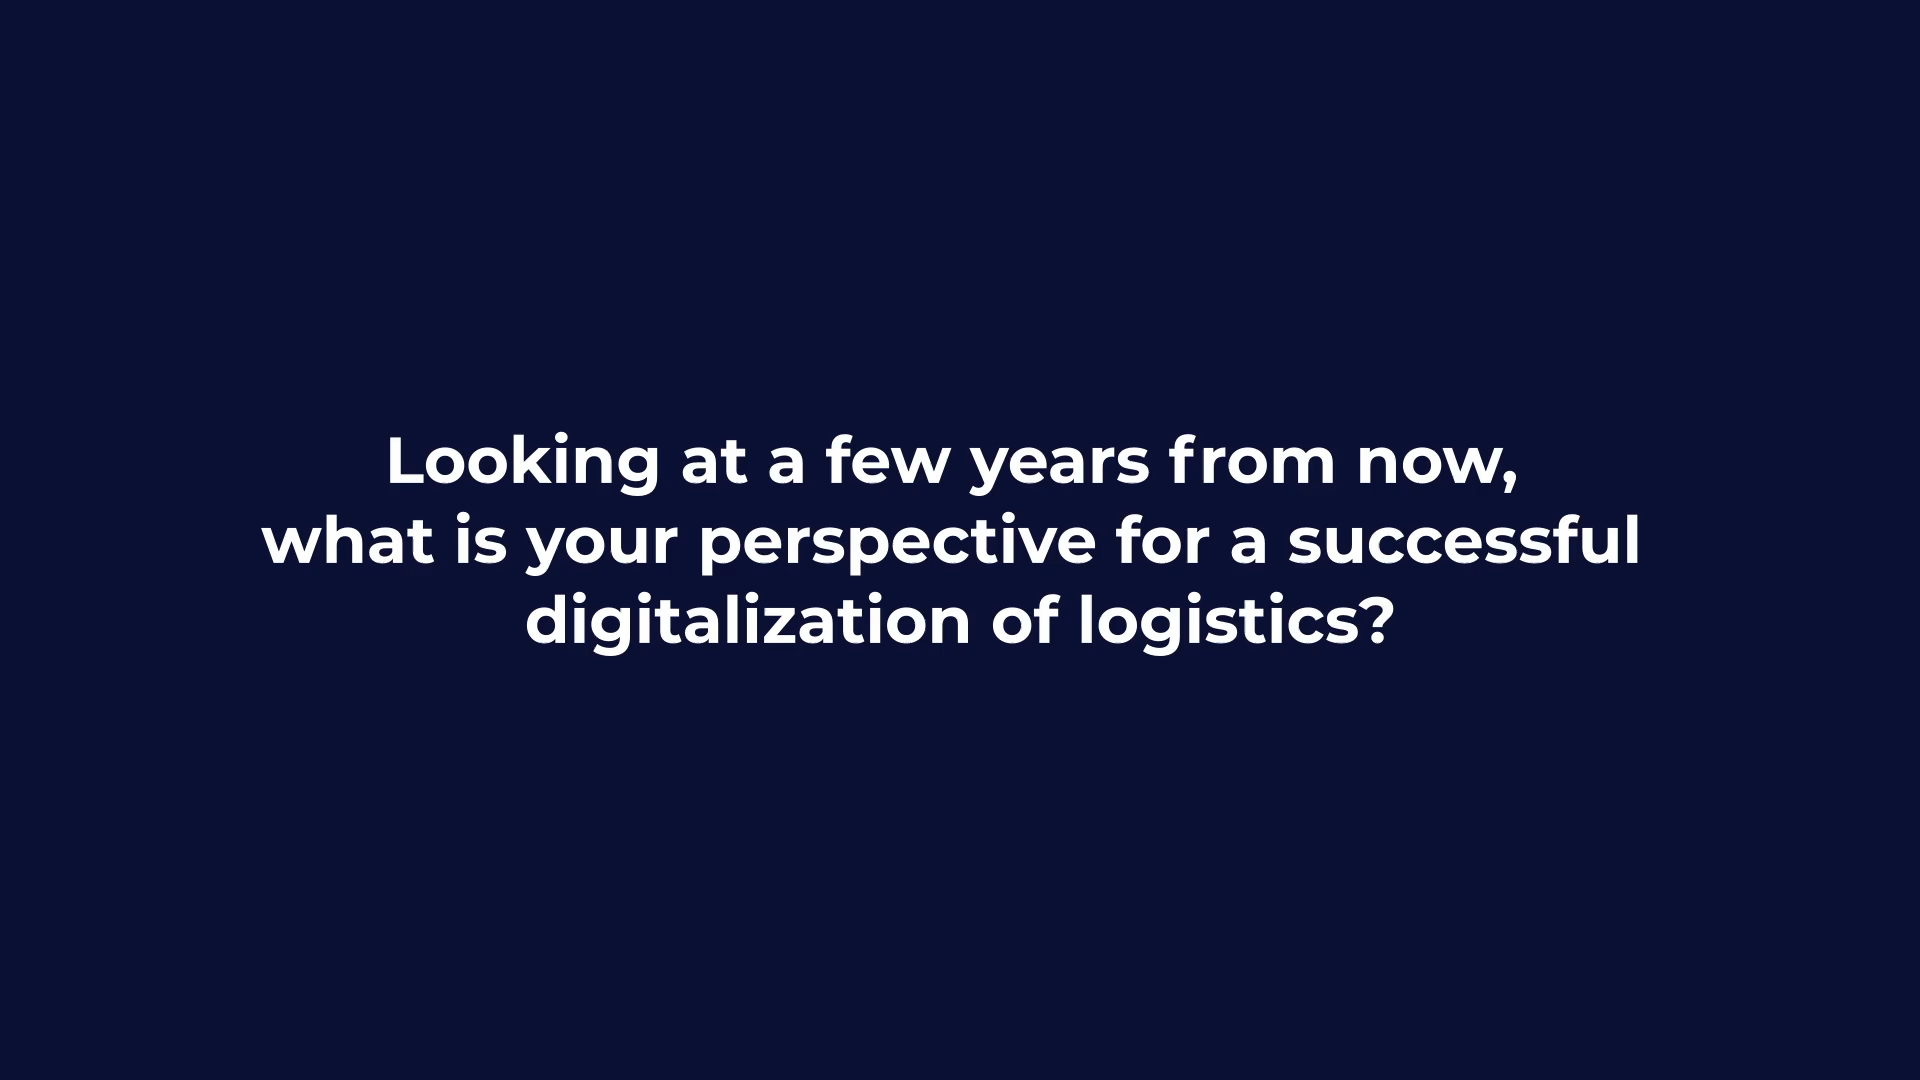 Looking at a few years from now,
what is your perspective for a successful
digitalization of logistics?